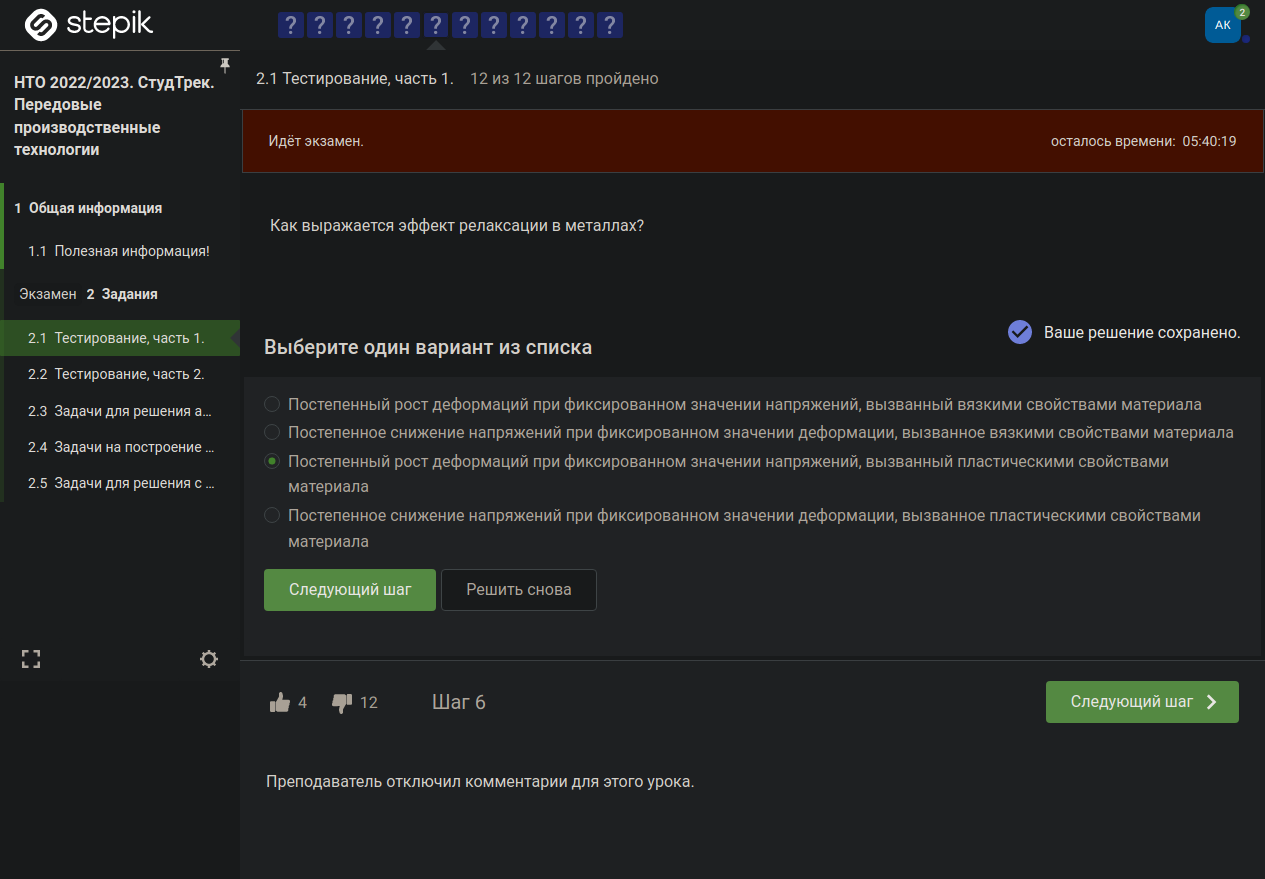 stepik
? ? ? ? ? ? ? ? ? ? ? ?
АК
2
НТО 2022/2023. СтудТрек.
Передовые
производственные
технологии
1 Общая информация
1.1 Полезная информация!
Экзамен 2 Задания
2.1 Тестирование, часть 1.
2.2 Тестирование, часть 2.
2.3 Задачи для решения а...
2.4 Задачи на построение ...
2.5 Задачи для решения с ...
2.1 Тестирование, часть 1. 12 из 12 шагов пройдено
Идёт экзамен.
осталось времени: 05:40:19
Как выражается эффект релаксации в металлах?
Ваше решение сохранено.
Выберите один вариант из списка
Постепенный рост деформаций при фиксированном значении напряжений, вызванный вязкими свойствами материала
Постепенное снижение напряжений при фиксированном значении деформации, вызванное вязкими свойствами материала
Постепенный рост деформаций при фиксированном значении напряжений, вызванный пластическими свойствами
материала
Постепенное снижение напряжений при фиксированном значении деформации, вызванное пластическими свойствами
материала
Следующий шаг
Решить снова
4
12
Шаг 6
Следующий шаг
Преподаватель отключил комментарии для этого урока.